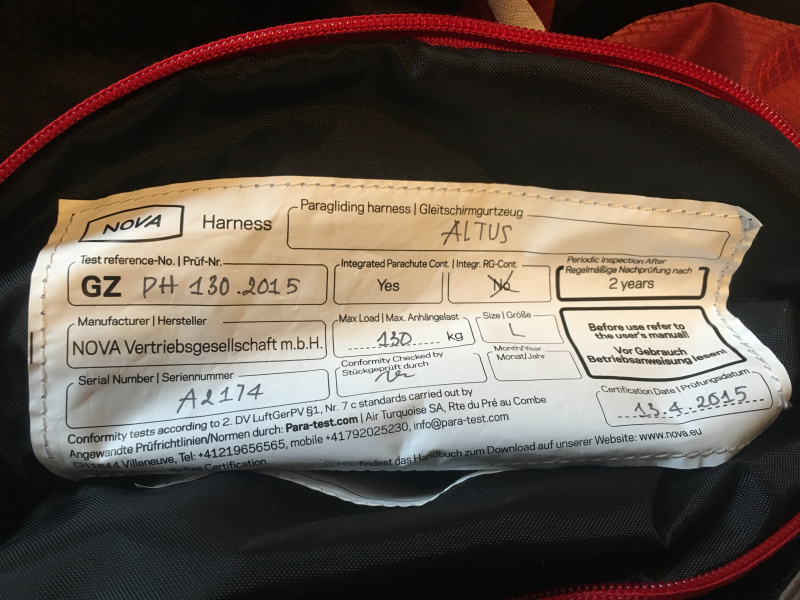 NOVA Harness
Paragliding harness | Gleitschirmgurtzeug
ALTUS
Test reference-No. | Prüf-Nr.
GZ PH 130.2015
Integrated Parachute Cont. | Integr. RG-Cont.
Yes No
Periodic Inspection After
Regelmäßige Nachprüfung nach
2 years
Manufacturer | Hersteller
NOVA Vertriebsgesellschaft m.b.H.
Max Load | Max. Anhängelast
130 kg
Size | Größe
L
Before use refer to
the user's manual!
Vor Gebrauch
Betriebsanweisung lesen!
Serial Number | Seriennummer
A2174
Conformity Checked by
Stückgeprüft durch
Month/Year
Monat/Jahr
Certification Date | Prüfungsdatum
13.4.2015
Conformity tests according to 2. DV LuftGerPV §1, Nr. 7 c standards carried out by
Angewandte Prüfrichtlinien/Normen durch: Para-test.com | Air Turquoise SA, Rte du Pré au Combe
CH 1844 Villeneuve, Tel: +41219656565, mobile +41792025230, info@para-test.com
Certification findest das Handbuch zum Download auf unserer Website: www.nova.eu